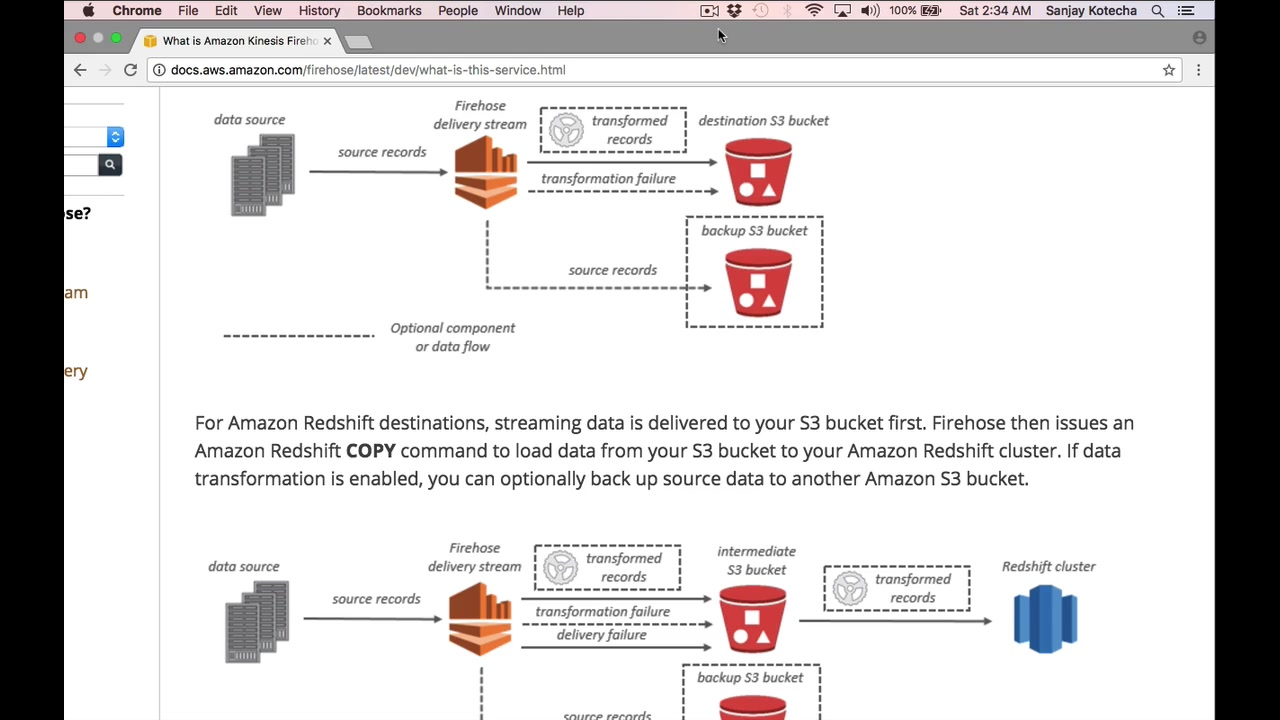 Chrome File Edit View History Bookmarks People Window Help 100% Sat 2:34 AM Sanjay Kotecha
What is Amazon Kinesis Fireho
docs.aws.amazon.com/firehose/latest/dev/what-is-this-service.html
ose?
am
ery
data source
source records
Firehose
delivery stream
transformed
records
transformation failure
destination S3 bucket
backup S3 bucket
source records
Optional component
or data flow
For Amazon Redshift destinations, streaming data is delivered to your S3 bucket first. Firehose then issues an
Amazon Redshift COPY command to load data from your S3 bucket to your Amazon Redshift cluster. If data
transformation is enabled, you can optionally back up source data to another Amazon S3 bucket.
data source
source records
Firehose
delivery stream
transformed
records
transformation failure
delivery failure
intermediate
S3 bucket
transformed
records
Redshift cluster
backup S3 bucket
source records